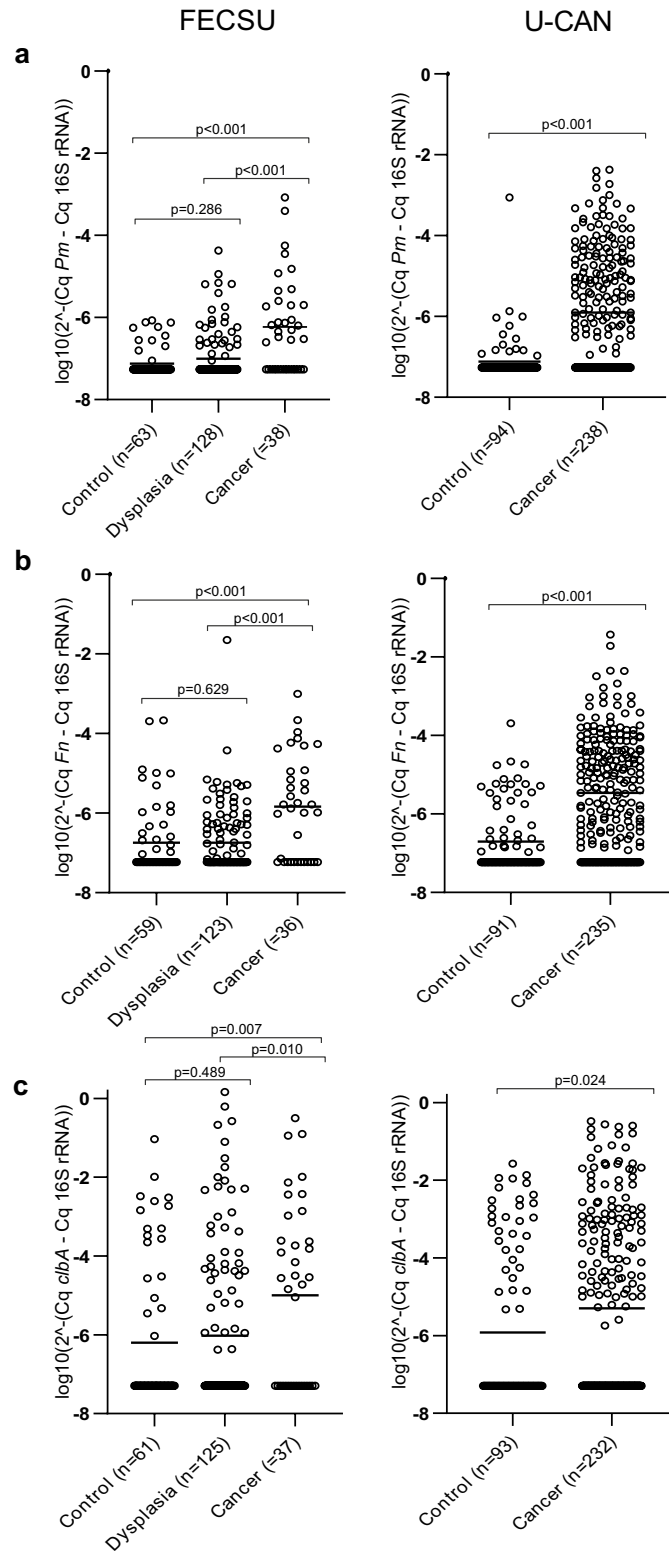 FECSU
U-CAN
a
log10(2^-(Cq Pm - Cq 16S rRNA))
0
-2
-4
-6
-8
p<0.001
p<0.001
p=0.286
Control (n=63)
Dysplasia (n=128)
Cancer (=38)
log10(2^-(Cq Pm - Cq 16S rRNA))
0
-2
-4
-6
-8
p<0.001
Control (n=94)
Cancer (n=238)
b
log10(2^-(Cq Fn - Cq 16S rRNA))
0
-2
-4
-6
-8
p<0.001
p<0.001
p=0.629
Control (n=59)
Dysplasia (n=123)
Cancer (=36)
log10(2^-(Cq Fn - Cq 16S rRNA))
0
-2
-4
-6
-8
p<0.001
Control (n=91)
Cancer (n=235)
c
log10(2^-(Cq clbA - Cq 16S rRNA))
0
-2
-4
-6
-8
p=0.007
p=0.010
p=0.489
Control (n=61)
Dysplasia (n=125)
Cancer (=37)
log10(2^-(Cq clbA - Cq 16S rRNA))
0
-2
-4
-6
-8
p=0.024
Control (n=93)
Cancer (n=232)